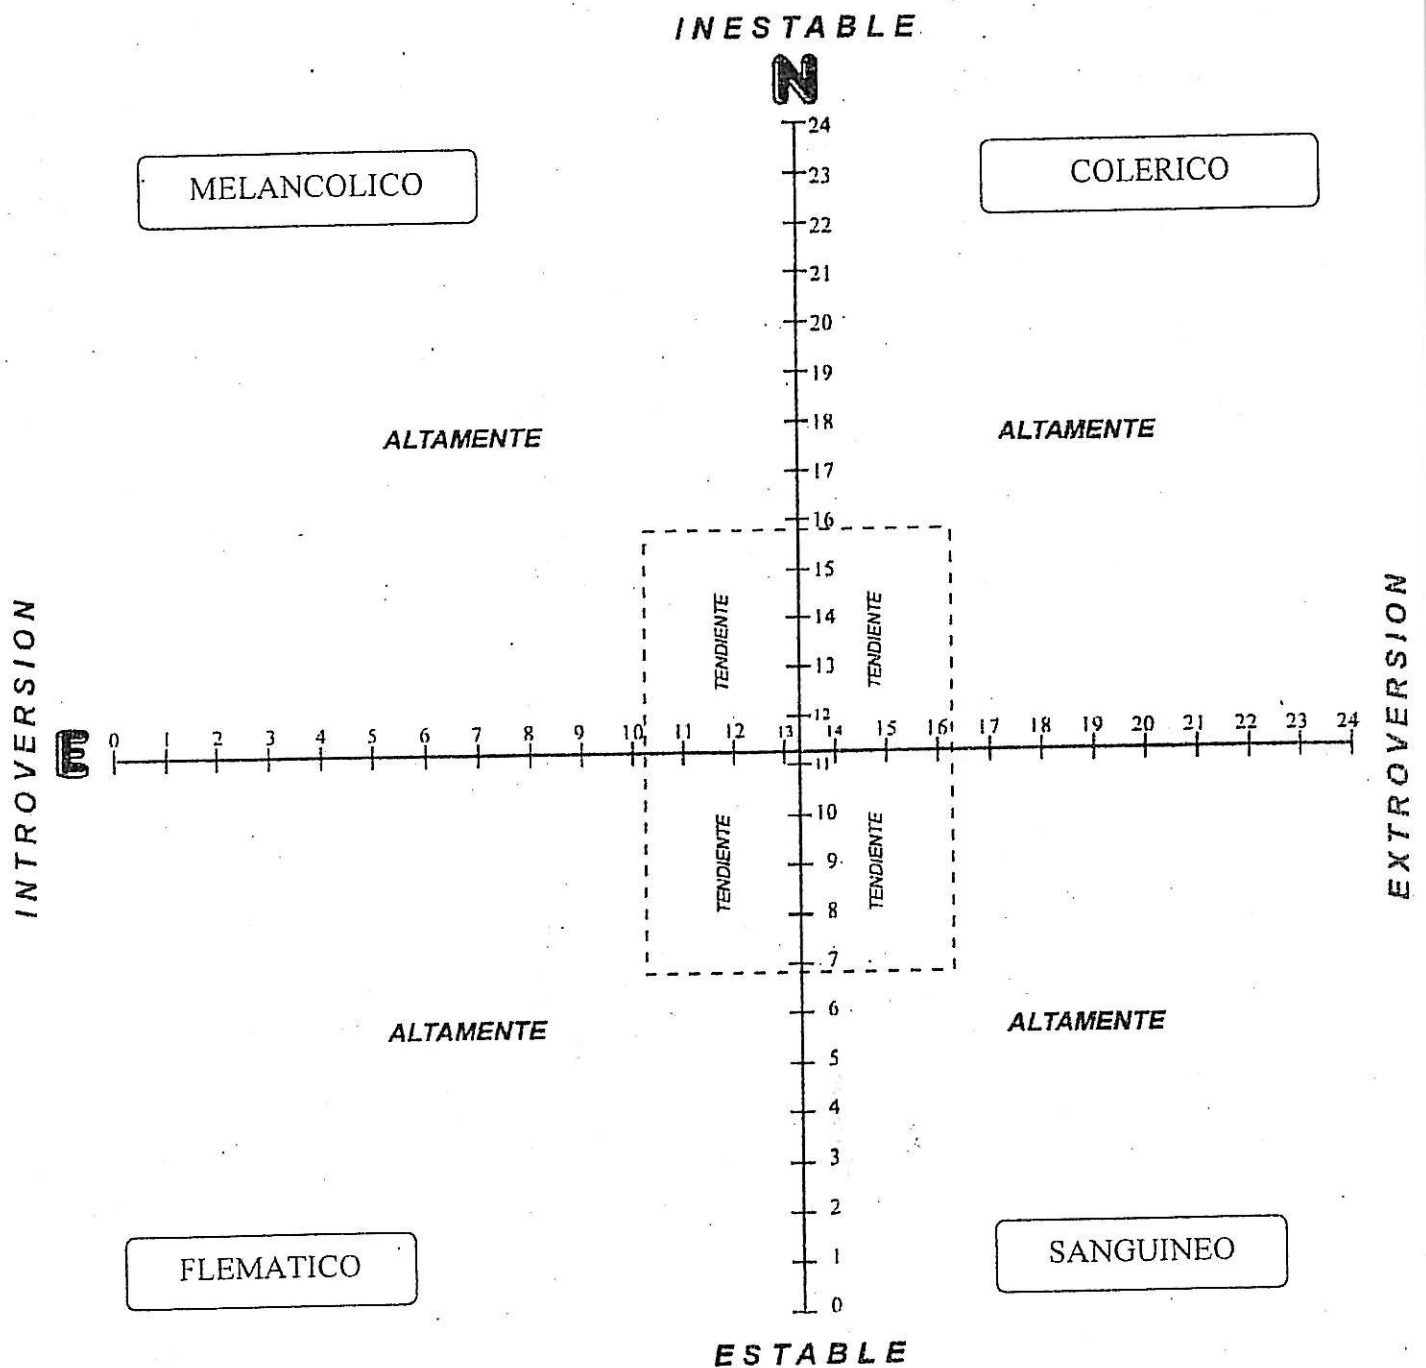 INESTABLE
N
24
MELANCOLICO
COLERICO
23
22
21
20
19
18
ALTAMENTE
ALTAMENTE
17
16
15
TENDIENTE
TENDIENTE
14
13
12
INTROVERSION
EXTROVERSION
E
0 1 2 3 4 5 6 7 8 9 10 11 12 13 14 15 16 17 18 19 20 21 22 23 24
11
10
TENDIENTE
TENDIENTE
9
8
7
6
ALTAMENTE
ALTAMENTE
5
4
3
2
FLEMATICO
SANGUINEO
1
0
ESTABLE